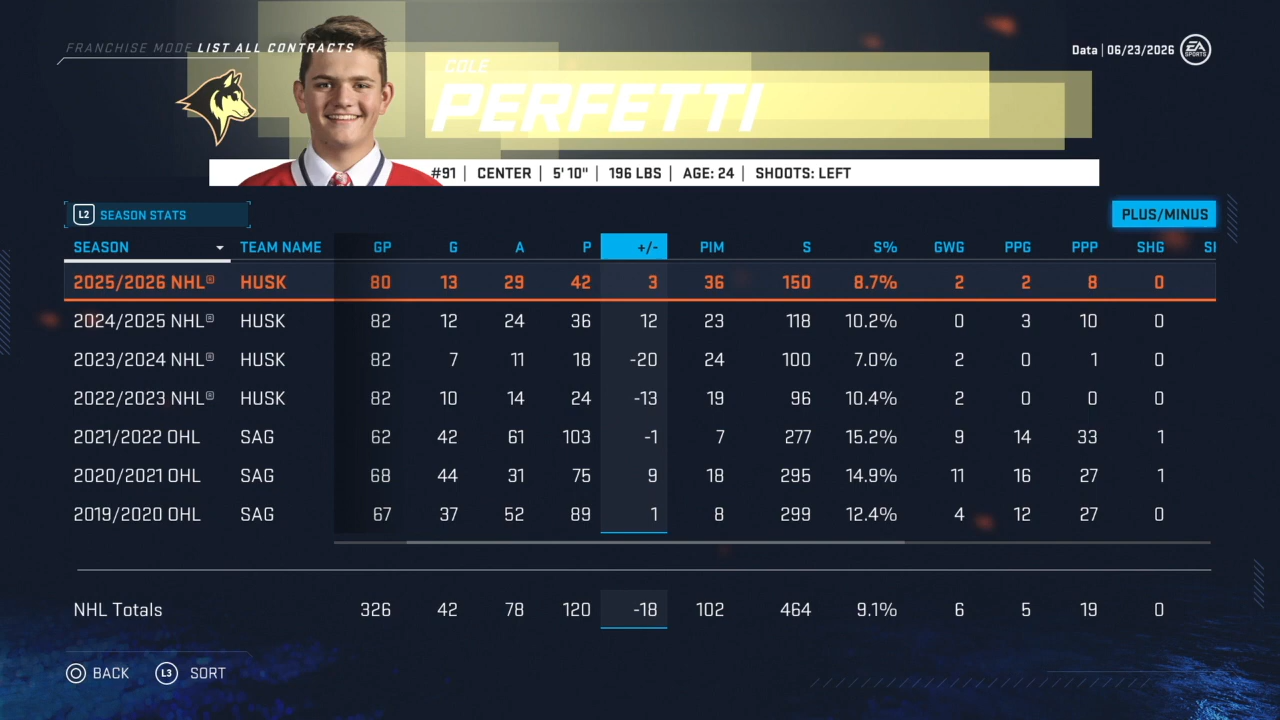 FRANCHISE MODE LIST ALL CONTRACTS
Data | 06/23/2026 EA SPORTS
COLE
PERFETTI
#91 | CENTER | 5' 10" | 196 LBS | AGE: 24 | SHOOTS: LEFT
L2 SEASON STATS
PLUS/MINUS
SEASON TEAM NAME GP G A P +/- PIM S S% GWG PPG PPP SHG
2025/2026 NHL HUSK 80 13 29 42 3 36 150 8.7% 2 2 8 0
2024/2025 NHL HUSK 82 12 24 36 12 23 118 10.2% 0 3 10 0
2023/2024 NHL HUSK 82 7 11 18 -20 24 100 7.0% 2 0 1 0
2022/2023 NHL HUSK 82 10 14 24 -13 19 96 10.4% 2 0 0 0
2021/2022 OHL SAG 62 42 61 103 -1 7 277 15.2% 9 14 33 1
2020/2021 OHL SAG 68 44 31 75 9 18 295 14.9% 11 16 27 1
2019/2020 OHL SAG 67 37 52 89 1 8 299 12.4% 4 12 27 0
NHL Totals 326 42 78 120 -18 102 464 9.1% 6 5 19 0
BACK L3 SORT